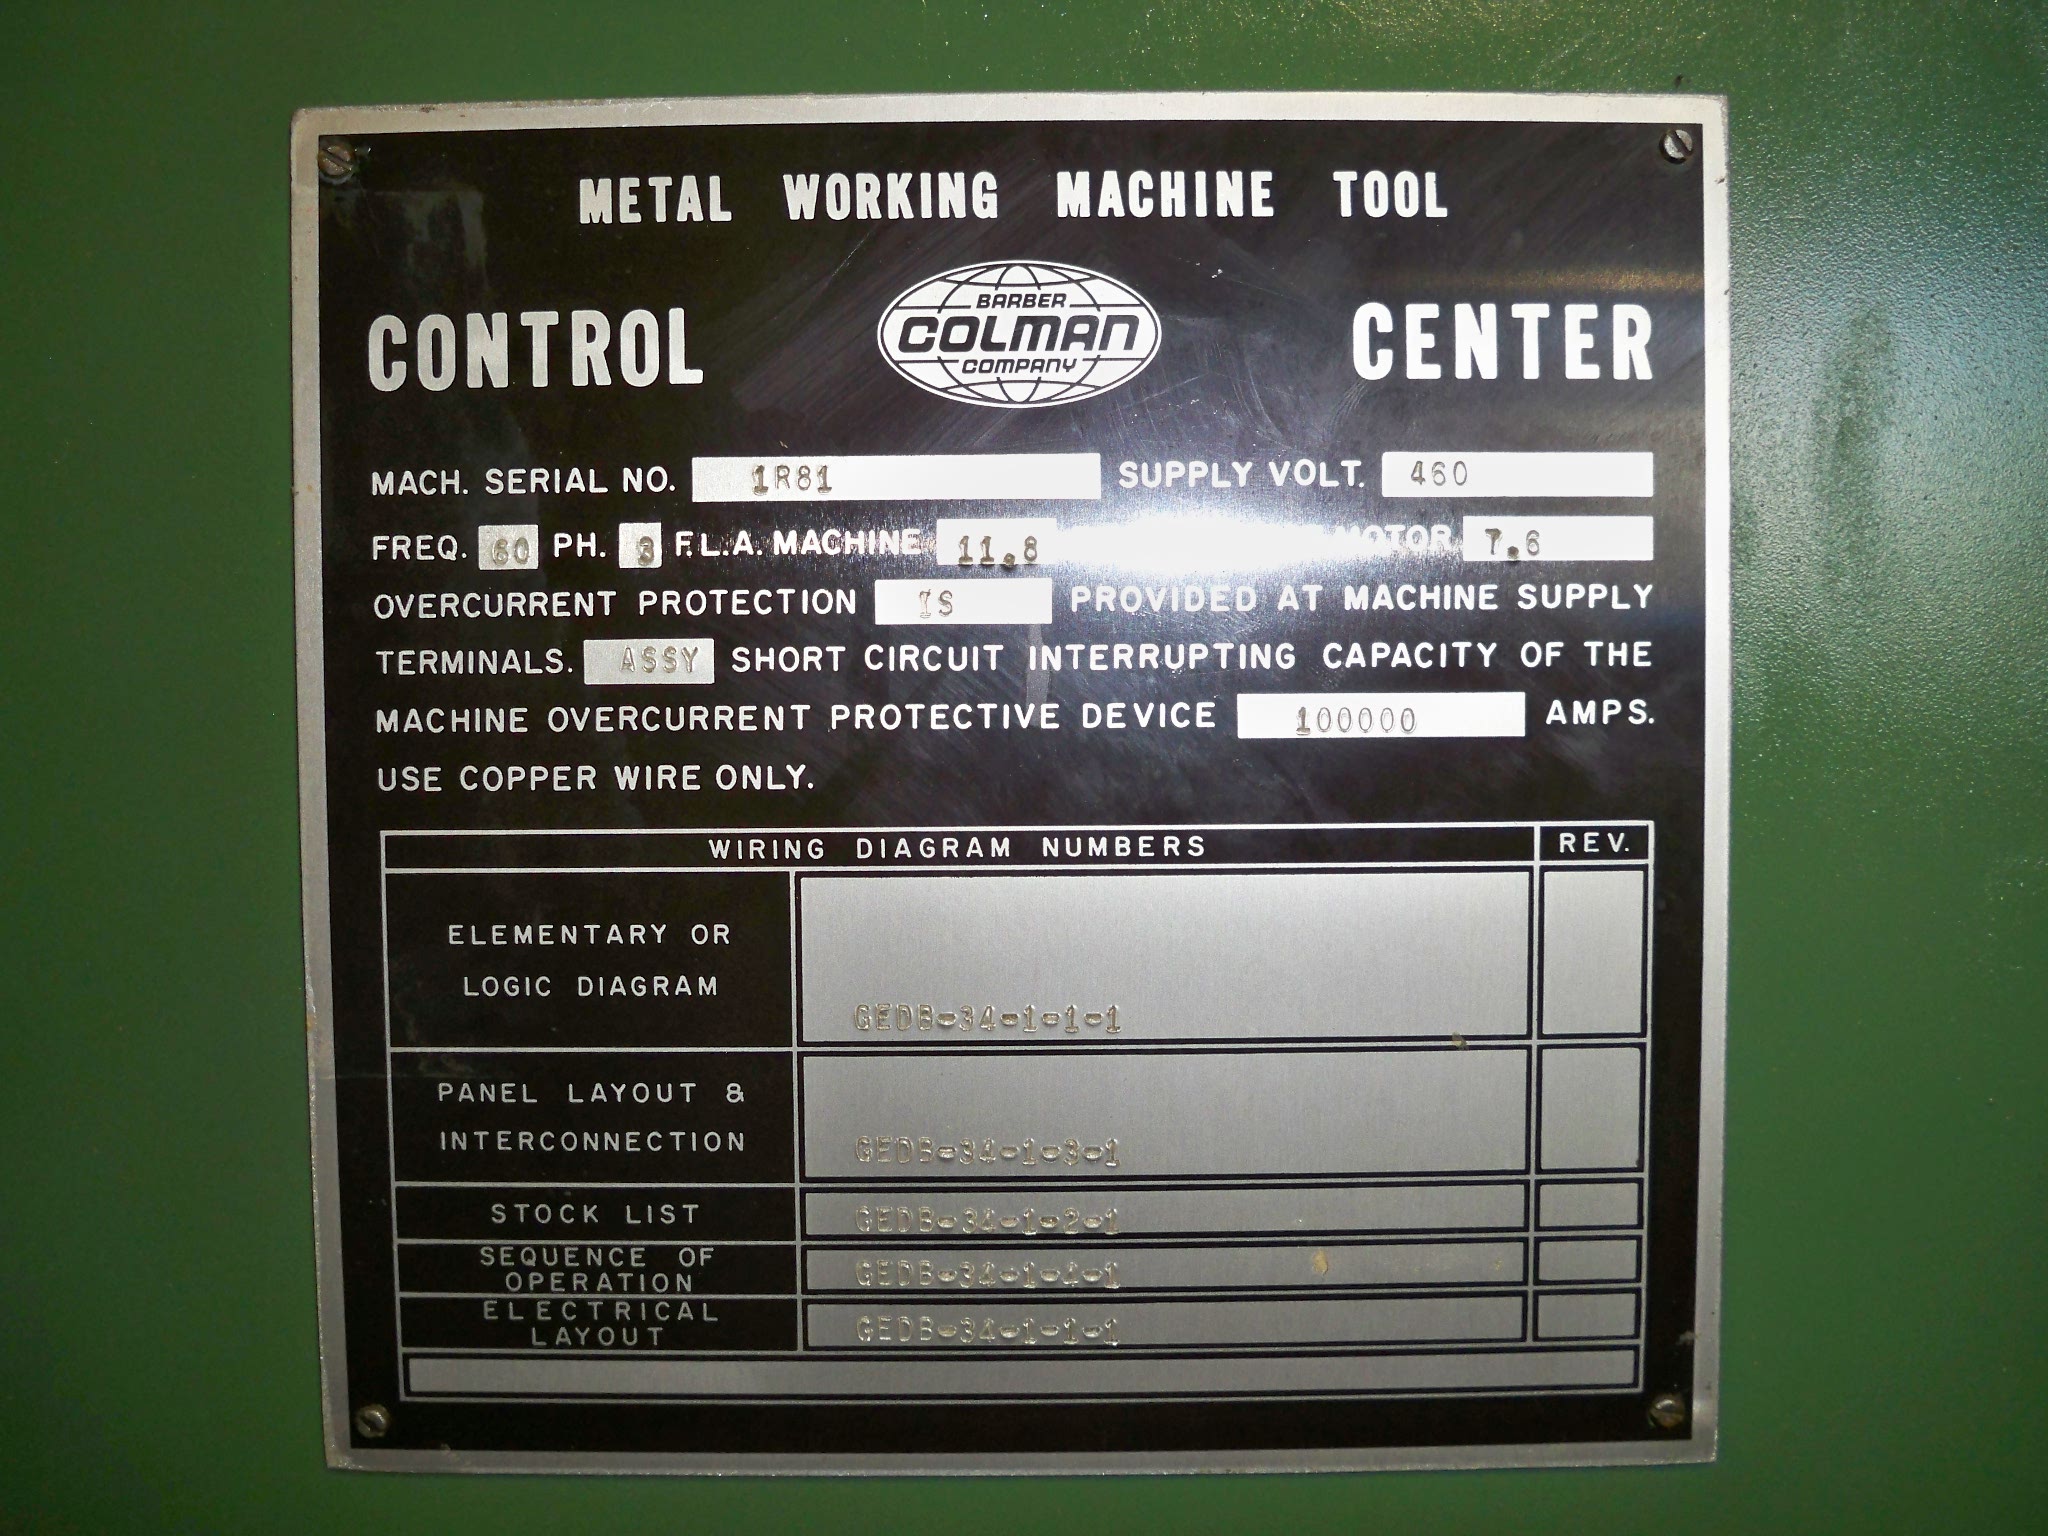 METAL WORKING MACHINE TOOL
CONTROL BARBER COLMAN COMPANY CENTER
MACH. SERIAL NO. 1R81 SUPPLY VOLT. 460
FREQ. 60 PH. 3 F.L.A. MACHINE 11.8 MOTOR 7.6
OVERCURRENT PROTECTION IS PROVIDED AT MACHINE SUPPLY
TERMINALS. ASSY SHORT CIRCUIT INTERRUPTING CAPACITY OF THE
MACHINE OVERCURRENT PROTECTIVE DEVICE 100000 AMPS.
USE COPPER WIRE ONLY.
WIRING DIAGRAM NUMBERS REV.
ELEMENTARY OR
LOGIC DIAGRAM
GEDB-34-1-1-1
PANEL LAYOUT &
INTERCONNECTION
GEDB-34-1-3-1
STOCK LIST GEDB-34-1-2-1
SEQUENCE OF
OPERATION
GEDB-34-1-4-1
ELECTRICAL
LAYOUT
GEDB-34-1-1-1